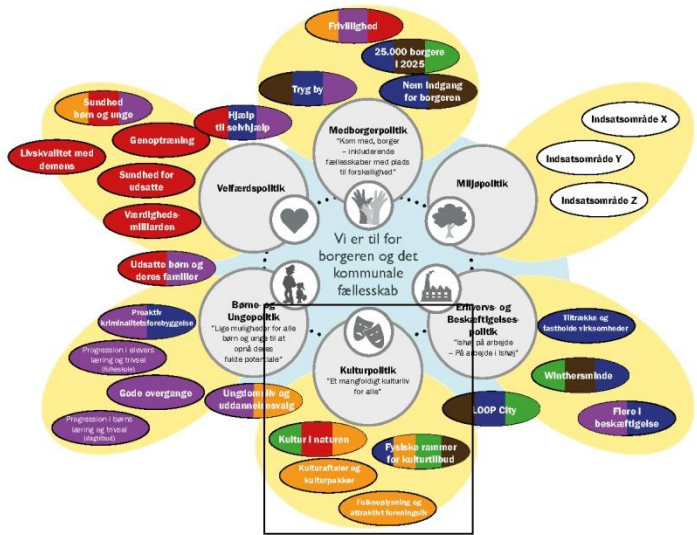 Frivillighed
25.000 borgere
i 2025
Tryg by
Nem indgang
for borgeren
Sundhed
børn og unge
Hjælp
til selvhjælp
Genoptræning
Livskvalitet med
demens
Sundhed for
udsatte
Værdigheds-
milliarden
Udsatte børn og
deres familier
Velfærdspolitik
Medborgerpolitik
"Kom med, borger
– inkluderende
fællesskaber med plads
til forskellighed"
Miljøpolitik
Indsatsområde X
Indsatsområde Y
Indsatsområde Z
Vi er til for
borgeren og det
kommunale
fællesskab
Børne- og
Ungepolitik
"Lige muligheder for alle
børn og unge til at
opnå deres
fulde potentiale"
Kulturpolitik
"Et mangfoldigt kulturliv
for alle"
Erhvervs- og
Beskæftigelses-
politik
"Ishøj på arbejde
– På arbejde i Ishøj"
Proaktiv
kriminalitetsforebyggelse
Progression i elevers
læring og trivsel
(folkeskole)
Gode overgange
Progression i børns
læring og trivsel
(dagtilbud)
Ungdomsliv og
uddannelsesvalg
Kultur i naturen
Fysiske rammer
for kulturtilbud
Kulturaftaler og
kulturpakker
Folkeoplysning og
attraktivt foreningsliv
LOOP City
Tiltrække og
fastholde virksomheder
Winthersminde
Flere i
beskæftigelse